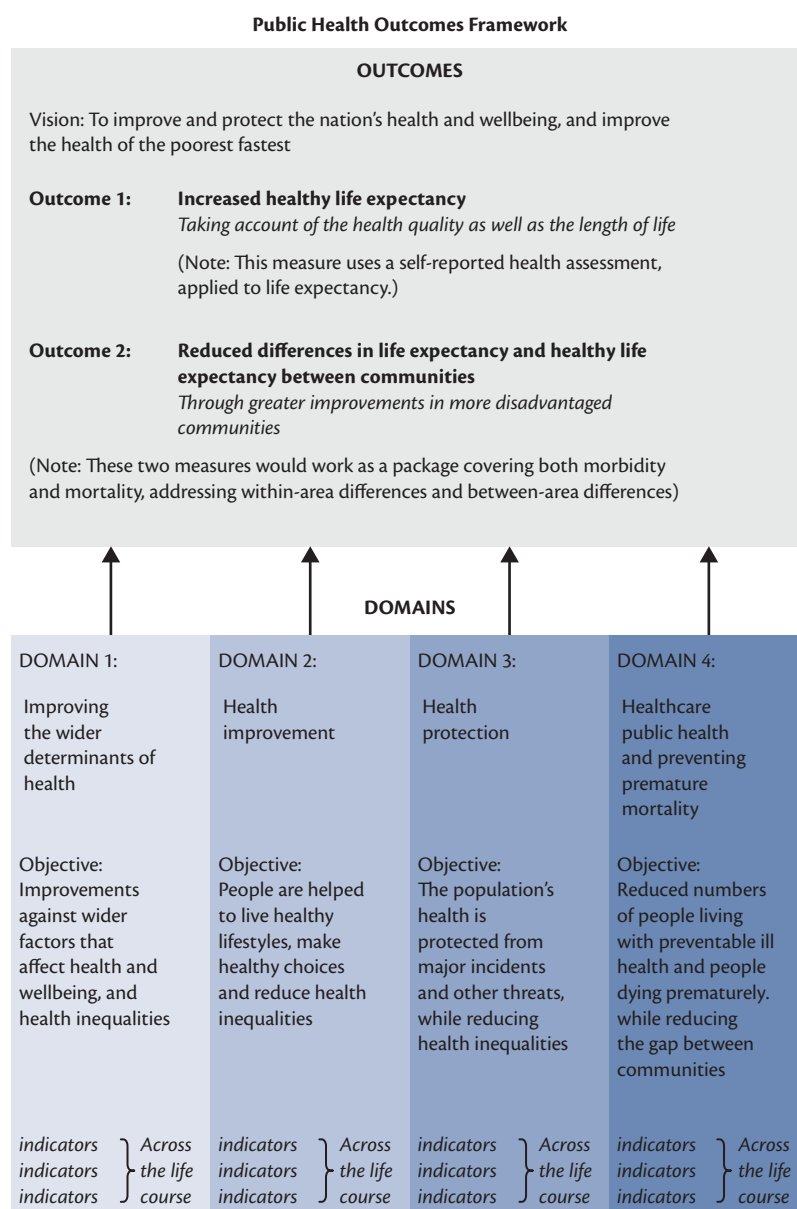 Public Health Outcomes Framework
OUTCOMES
Vision: To improve and protect the nation's health and wellbeing, and improve
the health of the poorest fastest
Outcome 1: Increased healthy life expectancy
Taking account of the health quality as well as the length of life
(Note: This measure uses a self-reported health assessment,
applied to life expectancy.)
Outcome 2: Reduced differences in life expectancy and healthy life
expectancy between communities
Through greater improvements in more disadvantaged
communities
(Note: These two measures would work as a package covering both morbidity
and mortality, addressing within-area differences and between-area differences)
DOMAINS
DOMAIN 1:
Improving
the wider
determinants of
health
Objective:
Improvements
against wider
factors that
affect health and
wellbeing, and
health inequalities
indicators
indicators
indicators
Across
the life
course
DOMAIN 2:
Health
improvement
Objective:
People are helped
to live healthy
lifestyles, make
healthy choices
and reduce health
inequalities
indicators
indicators
indicators
Across
the life
course
DOMAIN 3:
Health
protection
Objective:
The population's
health is
protected from
major incidents
and other threats,
while reducing
health inequalities
indicators
indicators
indicators
Across
the life
course
DOMAIN 4:
Healthcare
public health
and preventing
premature
mortality
Objective:
Reduced numbers
of people living
with preventable ill
health and people
dying prematurely.
while reducing
the gap between
communities
indicators
indicators
indicators
Across
the life
course